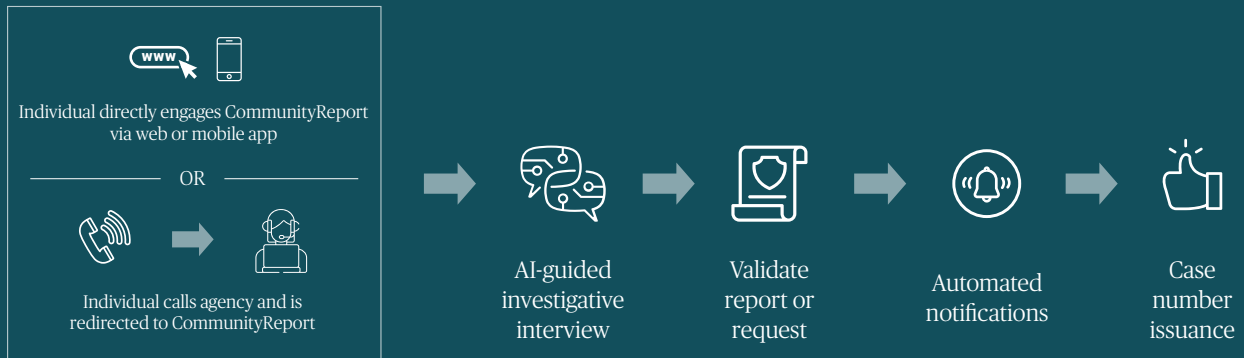 www
Individual directly engages CommunityReport
via web or mobile app
OR
Individual calls agency and is
redirected to CommunityReport
AI-guided
investigative
interview
Validate
report or
request
Automated
notifications
Case
number
issuance